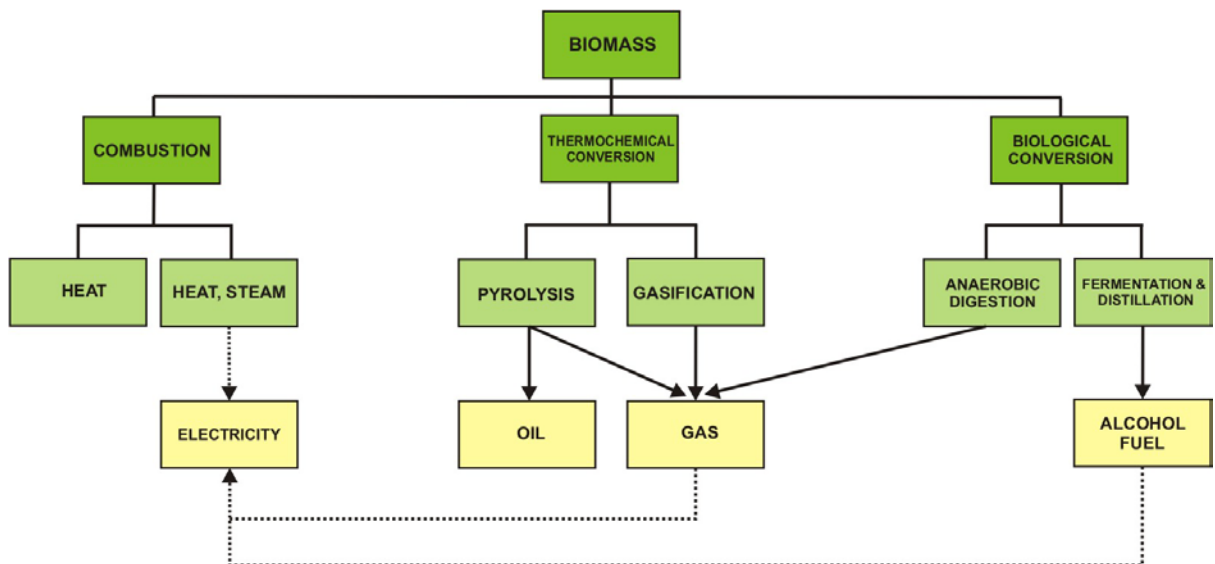 BIOMASS
COMBUSTION
THERMOCHEMICAL
CONVERSION
BIOLOGICAL
CONVERSION
HEAT
HEAT, STEAM
PYROLYSIS
GASIFICATION
ANAEROBIC
DIGESTION
FERMENTATION &
DISTILLATION
ELECTRICITY
OIL
GAS
ALCOHOL
FUEL